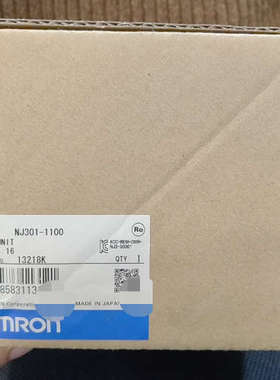 NJ301-1100
UNIT
16
13218K
QTY 1
8583113
MADE IN JAPAN
OMRON